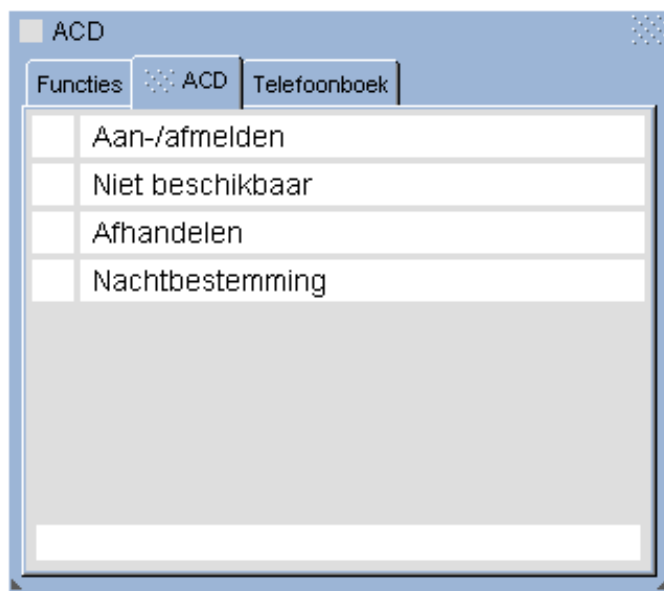 ACD
Functies ACD Telefoonboek
Aan-/afmelden
Niet beschikbaar
Afhandelen
Nachtbestemming